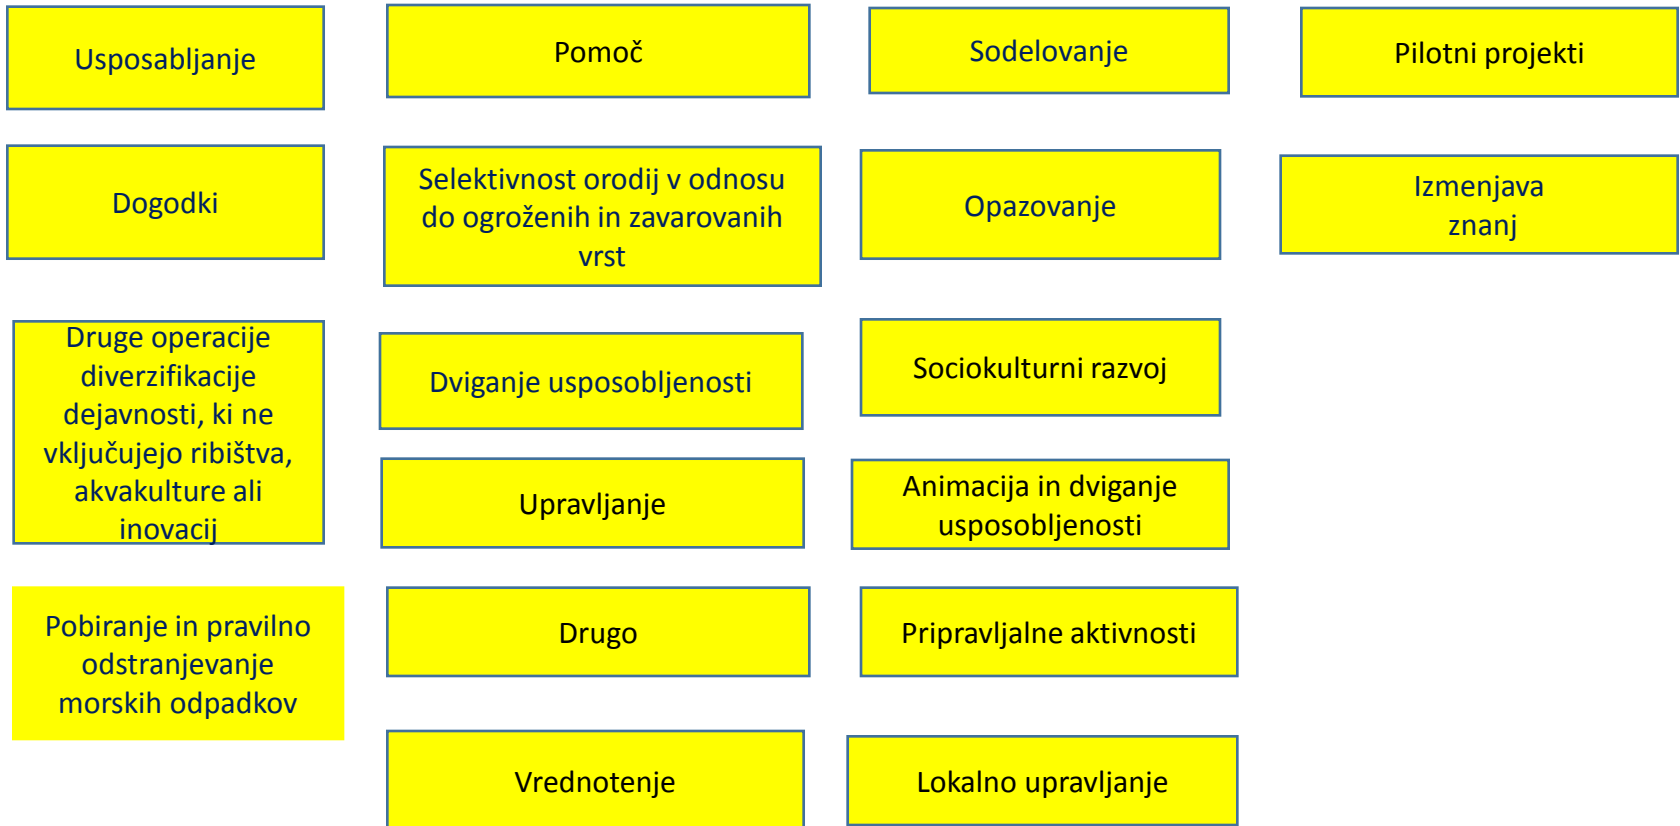 Usposabljanje
Pomoč
Sodelovanje
Pilotni projekti
Dogodki
Selektivnost orodij v odnosu
do ogroženih in zavarovanih
vrst
Opazovanje
Izmenjava
znanj
Druge operacije
diverzifikacije
dejavnosti, ki ne
vključujejo ribištva,
akvakulture ali
inovacij
Dviganje usposobljenosti
Sociokulturni razvoj
Upravljanje
Animacija in dviganje
usposobljenosti
Pobiranje in pravilno
odstranjevanje
morskih odpadkov
Drugo
Pripravljalne aktivnosti
Vrednotenje
Lokalno upravljanje